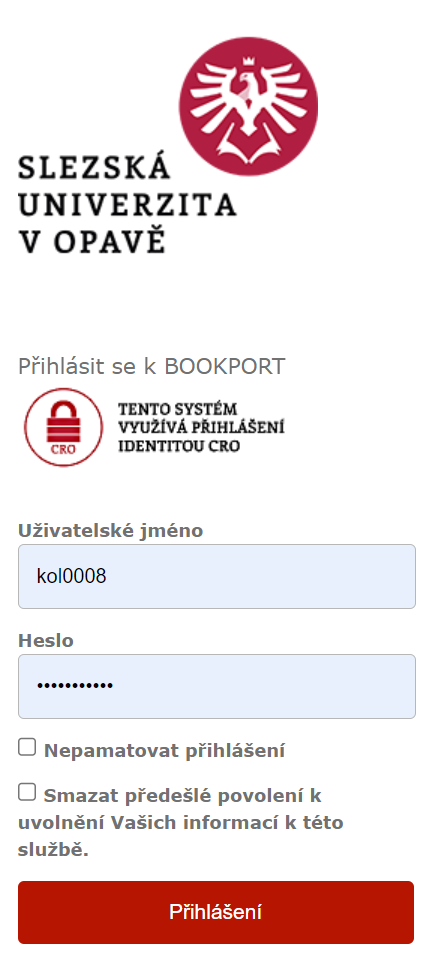 SLEZSKÁ
UNIVERZITA
V OPAVĚ
Přihlásit se k BOOKPORT
CRO
TENTO SYSTÉM
VYUŽÍVÁ PŘIHLÁŠENÍ
IDENTITOU CRO
Uživatelské jméno
kol0008
Heslo
•••••••••••
Nepamatovat přihlášení
Smazat předešlé povolení k
uvolnění Vašich informací k této
službě.
Přihlášení